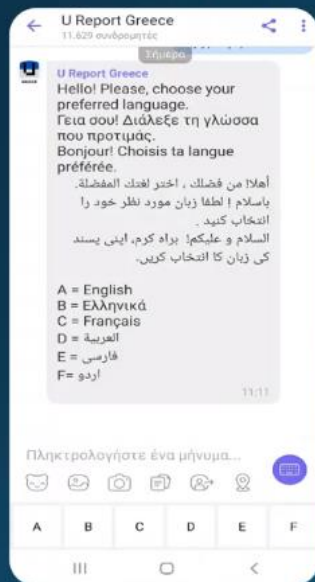 U Report Greece
11.629 συνδρομητές
Σήμερα
U Report Greece
Hello! Please, choose your
preferred language.
Γεια σου! Διάλεξε τη γλώσσα
που προτιμάς.
Bonjour! Choisis ta langue
préférée.
أهلا! من فضلك ، اختر لغتك المفضلة.
باسلام ! لطفا زبان مورد نظر خود را
انتخاب کنید .
السلام و علیکم! براہ کرم، اپنی پسند
کی زبان کا انتخاب کریں.
A = English
B = Ελληνικά
C = Français
D = العربية
E = فارسی
F= اردو
11:11
Πληκτρολογήστε ένα μήνυμα...
A B C D E F